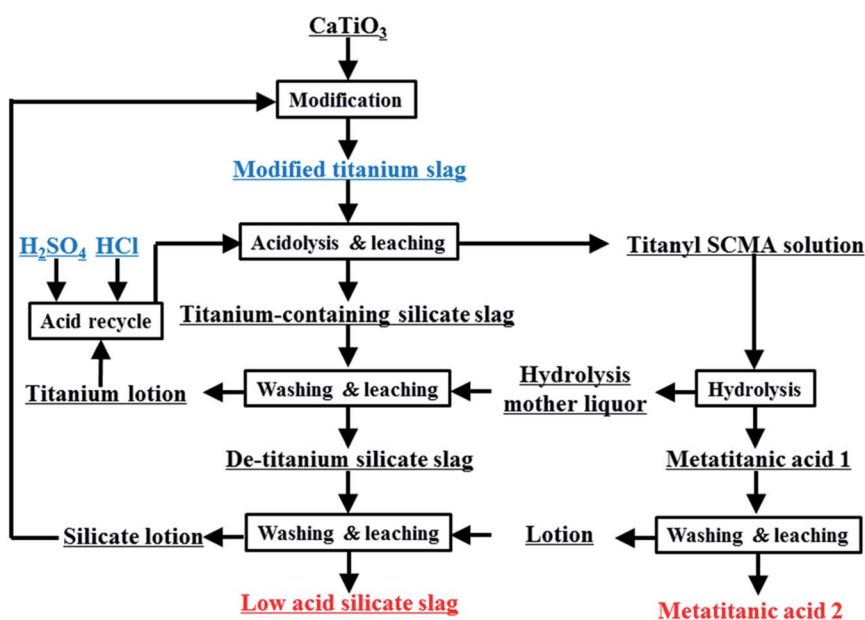 CaTiO₃
Modification
Modified titanium slag
H₂SO₄ HCl
Acidolysis & leaching
Titanyl SCMA solution
Acid recycle
Titanium-containing silicate slag
Titanium lotion
Washing & leaching
Hydrolysis
mother liquor
Hydrolysis
De-titanium silicate slag
Metatitanic acid 1
Silicate lotion
Washing & leaching
Lotion
Washing & leaching
Low acid silicate slag
Metatitanic acid 2